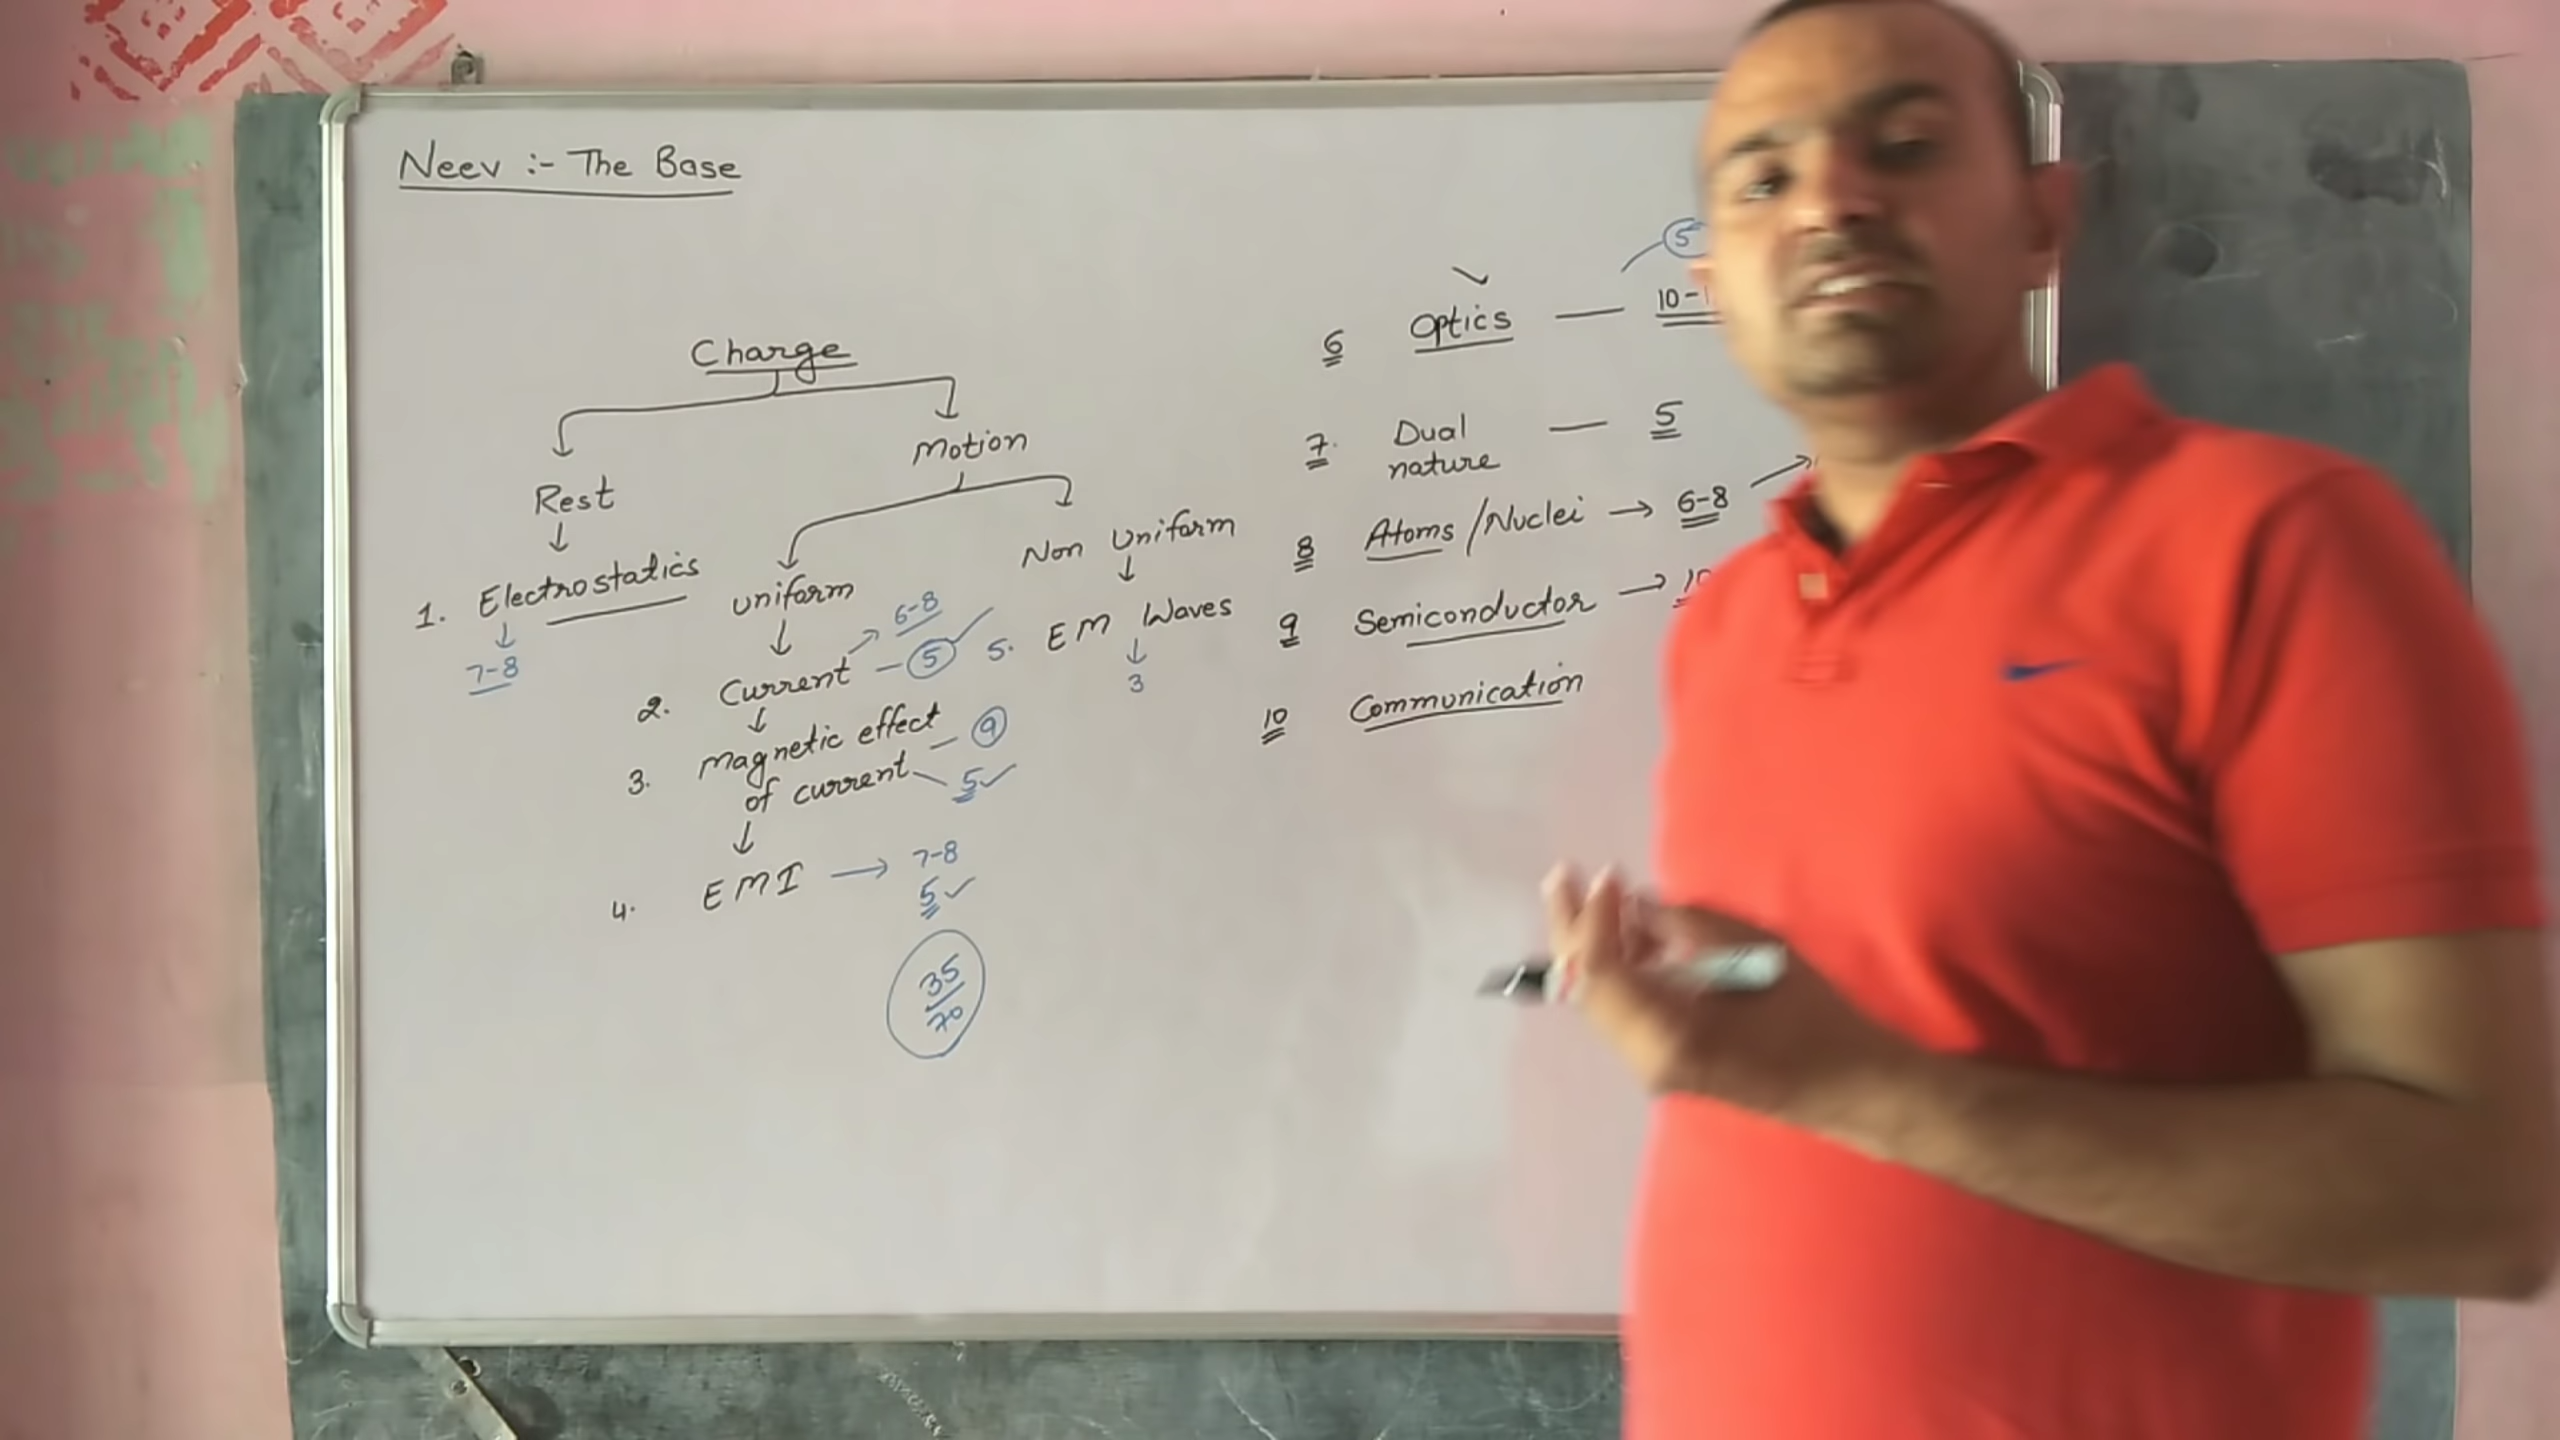 Neev :- The Base
Charge
Rest
Motion
1. Electrostatics
7-8
uniform
Non Uniform
2. Current - 5
6-8
3. Magnetic effect - 9
of current 5 ✓
4. EMI → 7-8
5 ✓
35/70
5. EM Waves
3
5
6 Optics — 10-
7. Dual — 5
nature
8 Atoms / Nuclei → 6-8
9 Semiconductor → 10
10 Communication